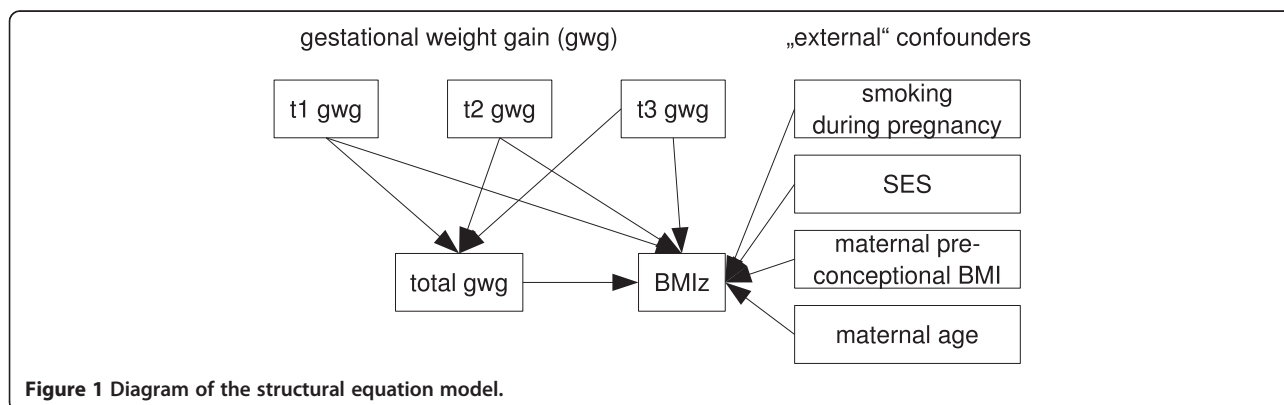 gestational weight gain (gwg)
„external“ confounders
t1 gwg
t2 gwg
t3 gwg
smoking
during pregnancy
SES
maternal pre-
conceptional BMI
total gwg
BMIz
maternal age
Figure 1 Diagram of the structural equation model.